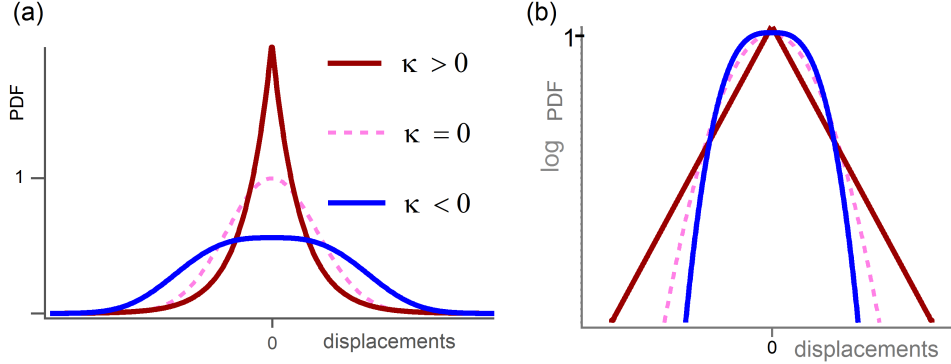 (a)
PDF
1
κ > 0
κ = 0
κ < 0
0
displacements
(b)
log PDF
1
0
displacements